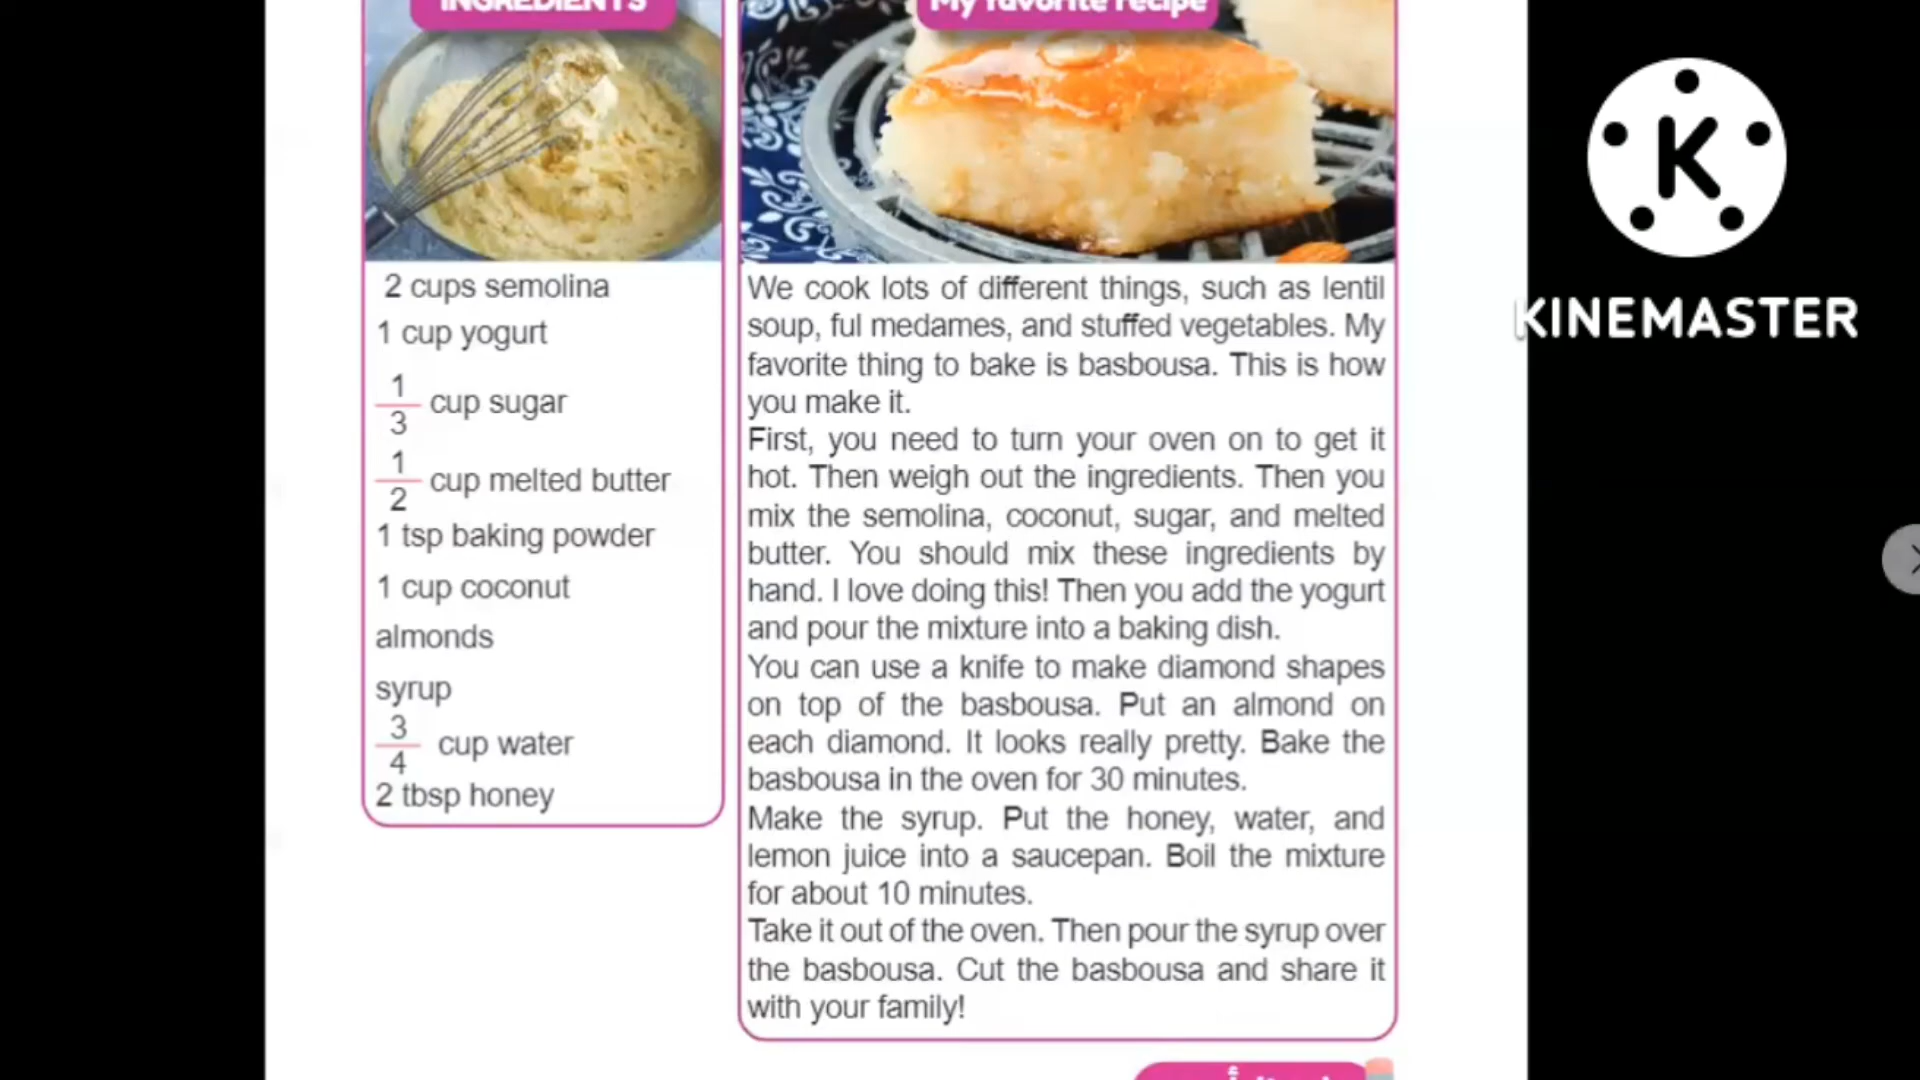 INGREDIENTS
2 cups semolina
1 cup yogurt
1/3 cup sugar
1/2 cup melted butter
1 tsp baking powder
1 cup coconut
almonds
syrup
3/4 cup water
2 tbsp honey
My favorite recipe
We cook lots of different things, such as lentil
soup, ful medames, and stuffed vegetables. My
favorite thing to bake is basbousa. This is how
you make it.
First, you need to turn your oven on to get it
hot. Then weigh out the ingredients. Then you
mix the semolina, coconut, sugar, and melted
butter. You should mix these ingredients by
hand. I love doing this! Then you add the yogurt
and pour the mixture into a baking dish.
You can use a knife to make diamond shapes
on top of the basbousa. Put an almond on
each diamond. It looks really pretty. Bake the
basbousa in the oven for 30 minutes.
Make the syrup. Put the honey, water, and
lemon juice into a saucepan. Boil the mixture
for about 10 minutes.
Take it out of the oven. Then pour the syrup over
the basbousa. Cut the basbousa and share it
with your family!
K
KINEMASTER